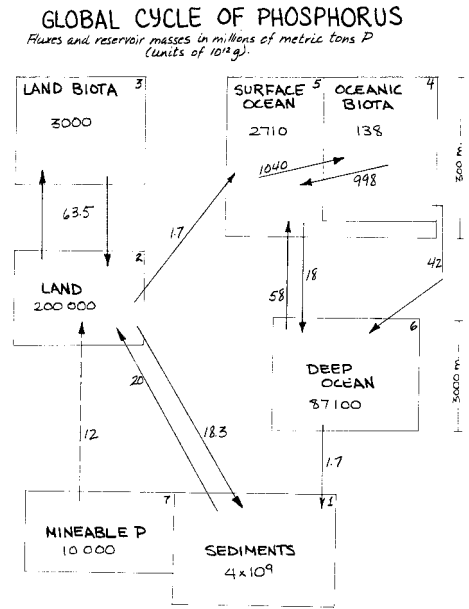 GLOBAL CYCLE OF PHOSPHORUS
Fluxes and reservoir masses in millions of metric tons P
(units of 10¹²g).
LAND BIOTA 3
3000
SURFACE OCEAN 5
2710
OCEANIC BIOTA 4
138
1040
998
300 m.
63.5
1.7
2
LAND
200 000
58
18
42
6
DEEP OCEAN
87100
3000 m.
20
18.3
12
1.7
7
MINEABLE P
10 000
1
SEDIMENTS
4×10⁹